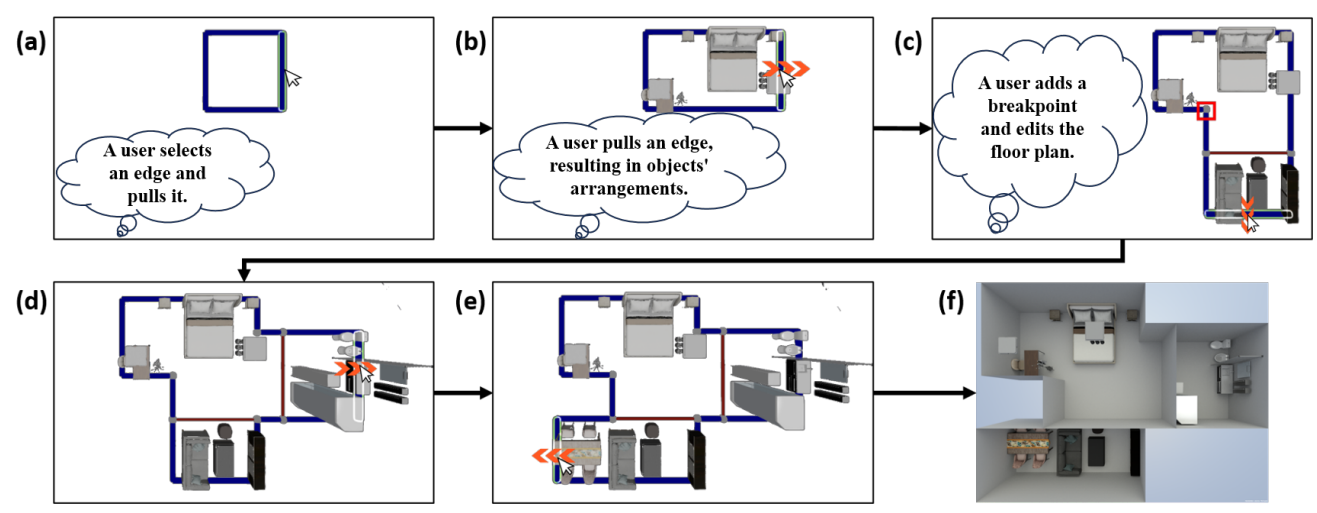 (a)
A user selects
an edge and
pulls it.
(b)
A user pulls an edge,
resulting in objects'
arrangements.
(c)
A user adds a
breakpoint
and edits the
floor plan.
(d)
(e)
(f)